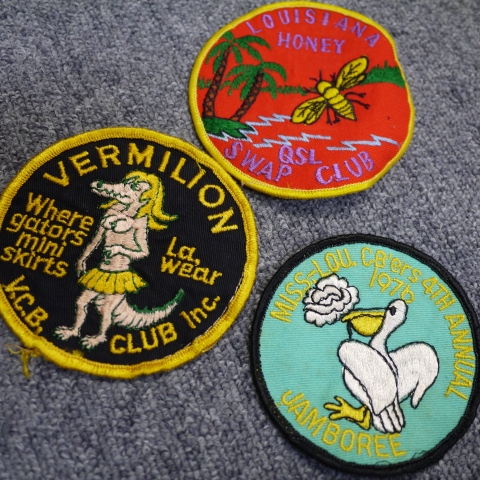 LOUISIANA
HONEY
QSL
SWAP CLUB
VERMILION
Where
gators
mini
skirts
La,
wear
V.C.B.
CLUB Inc.
MISS-LOU. CB'ers 4TH ANNUAL
1976
JAMBOREE